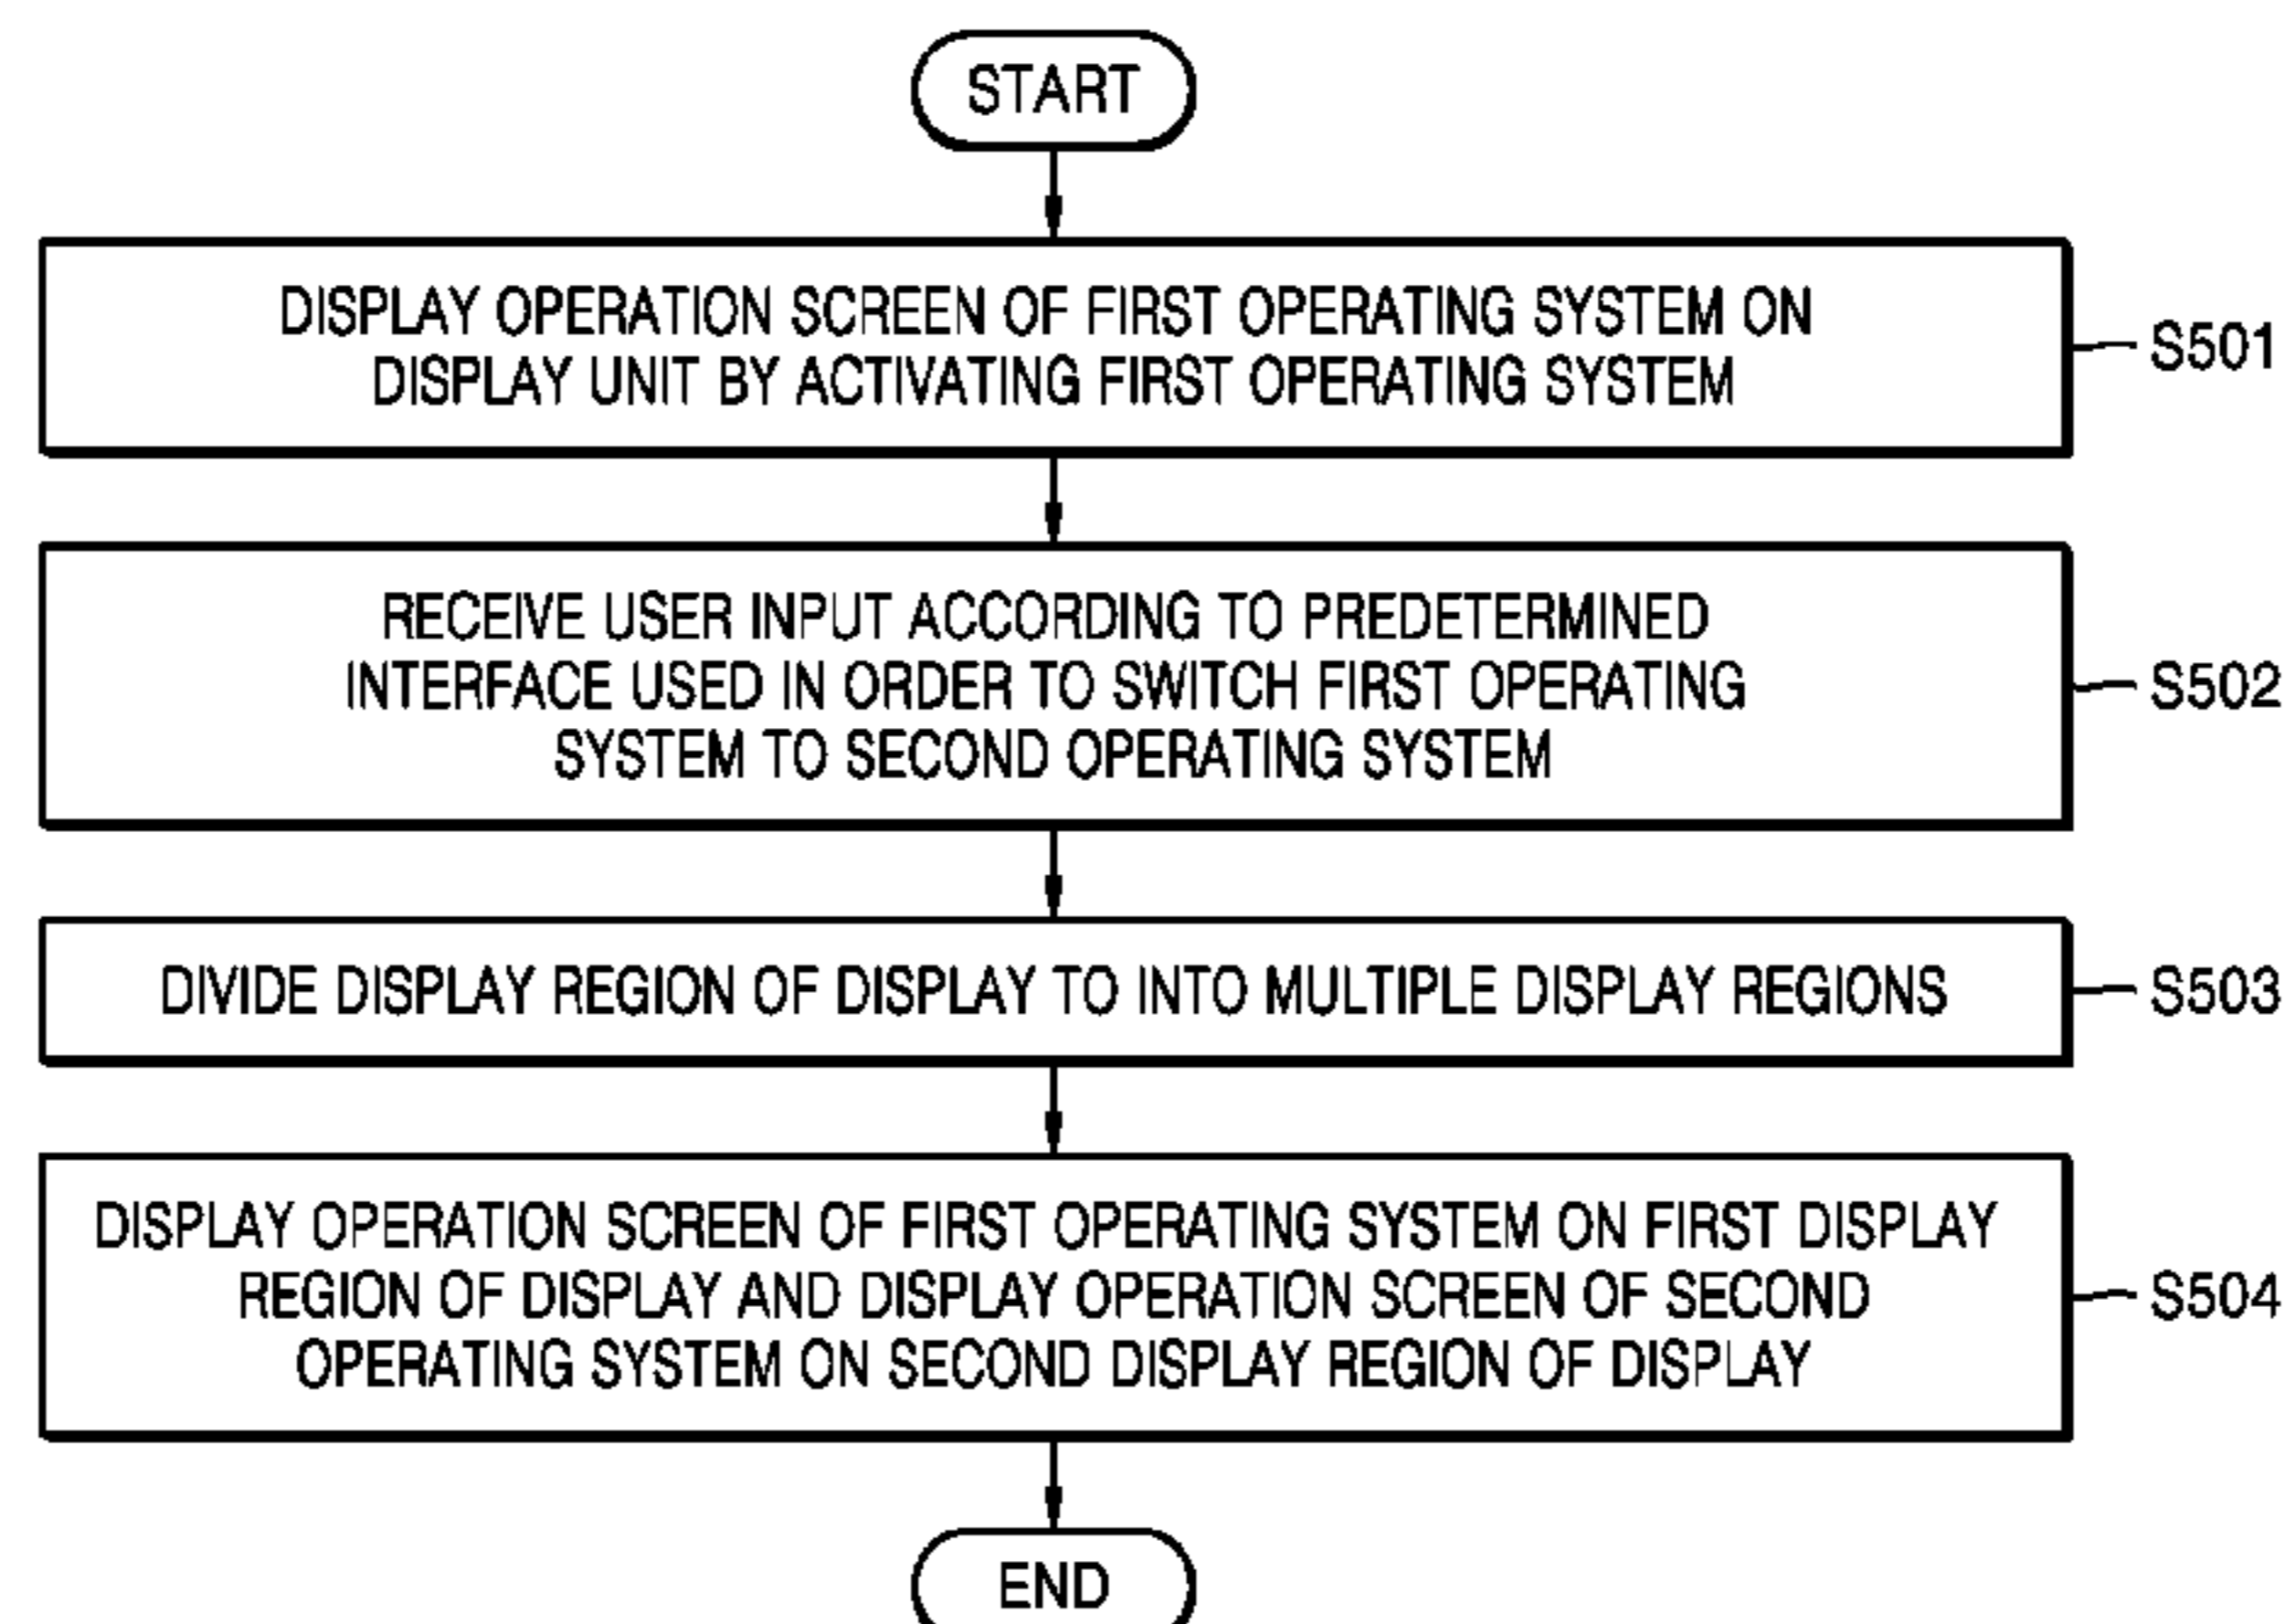 START
DISPLAY OPERATION SCREEN OF FIRST OPERATING SYSTEM ON
DISPLAY UNIT BY ACTIVATING FIRST OPERATING SYSTEM
S501
RECEIVE USER INPUT ACCORDING TO PREDETERMINED
INTERFACE USED IN ORDER TO SWITCH FIRST OPERATING
SYSTEM TO SECOND OPERATING SYSTEM
S502
DIVIDE DISPLAY REGION OF DISPLAY TO INTO MULTIPLE DISPLAY REGIONS
S503
DISPLAY OPERATION SCREEN OF FIRST OPERATING SYSTEM ON FIRST DISPLAY
REGION OF DISPLAY AND DISPLAY OPERATION SCREEN OF SECOND
OPERATING SYSTEM ON SECOND DISPLAY REGION OF DISPLAY
S504
END